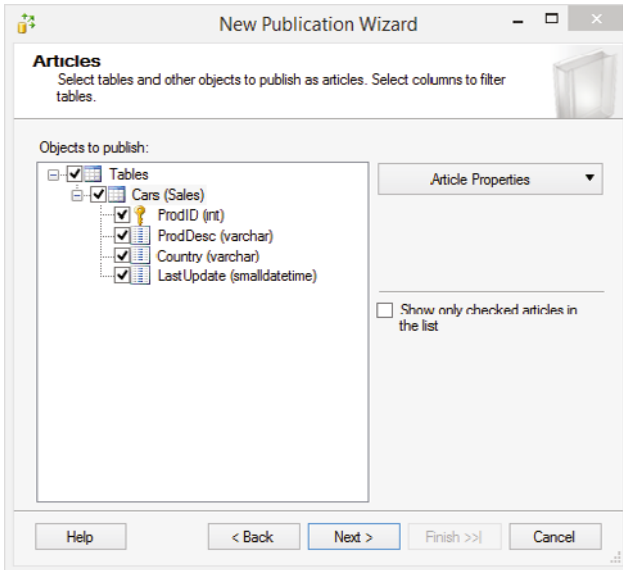 New Publication Wizard
Articles
Select tables and other objects to publish as articles. Select columns to filter
tables.
Objects to publish:
Tables
Cars (Sales)
ProdID (int)
ProdDesc (varchar)
Country (varchar)
LastUpdate (smalldatetime)
Article Properties
Show only checked articles in
the list
Help
< Back
Next >
Finish >>|
Cancel